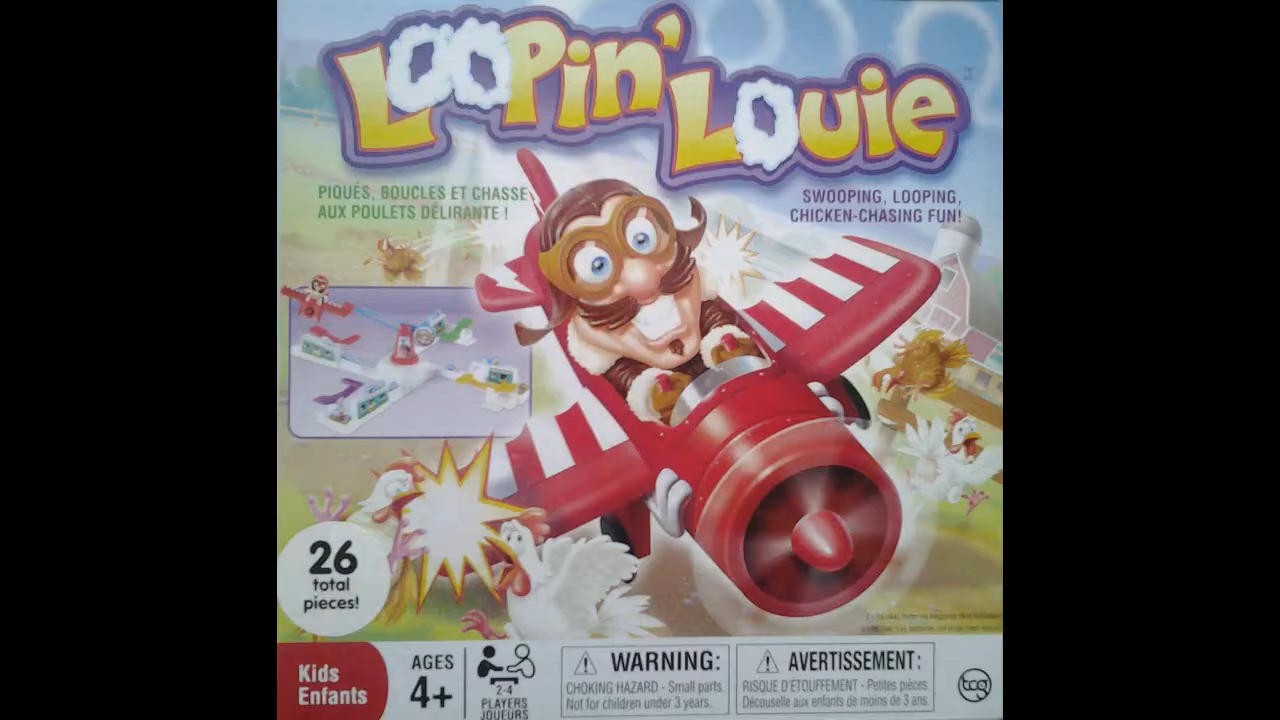 Loopin' Louie
PIQUÉS, BOUCLES ET CHASSE
AUX POULETS DÉLIRANTE !
SWOOPING, LOOPING,
CHICKEN-CHASING FUN!
26
total
pieces!
Kids
Enfants
AGES
4+
2-4
PLAYERS
JOUEURS
WARNING:
CHOKING HAZARD - Small parts.
Not for children under 3 years.
AVERTISSEMENT:
RISQUE D'ÉTOUFFEMENT - Petites pièces.
Découselle aux enfants de moins de 3 ans.
tcg